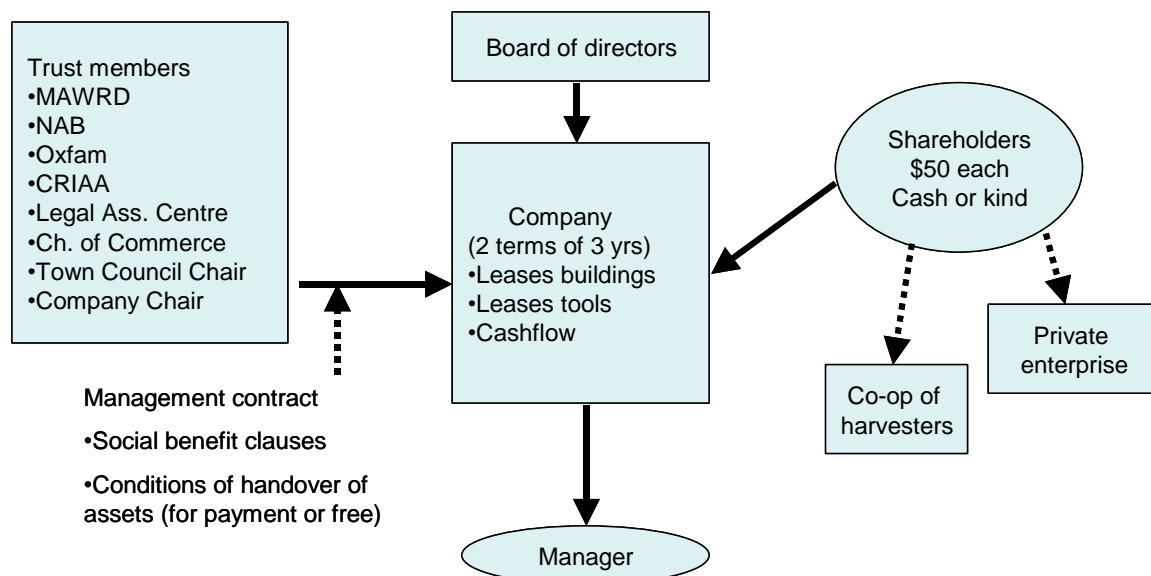 Trust members
•MAWRD
•NAB
•Oxfam
•CRIAA
•Legal Ass. Centre
•Ch. of Commerce
•Town Council Chair
•Company Chair
Management contract
•Social benefit clauses
•Conditions of handover of
assets (for payment or free)
Board of directors
Company
(2 terms of 3 yrs)
•Leases buildings
•Leases tools
•Cashflow
Manager
Shareholders
$50 each
Cash or kind
Co-op of
harvesters
Private
enterprise